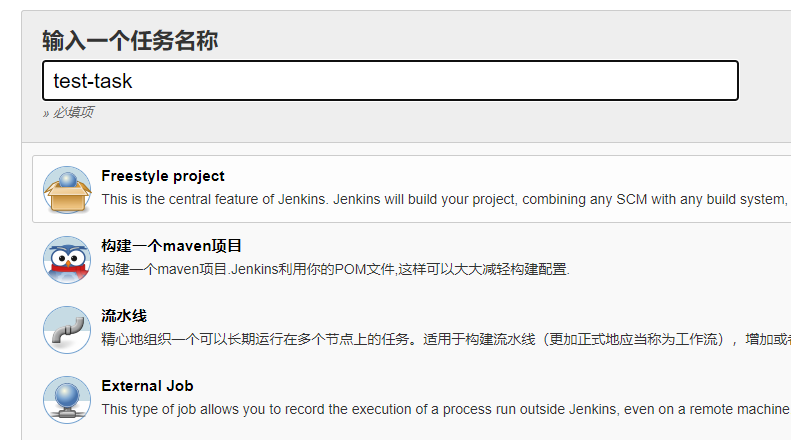 输入一个任务名称
test-task
» 必填项
Freestyle project
This is the central feature of Jenkins. Jenkins will build your project, combining any SCM with any build system,
构建一个maven项目
构建一个maven项目.Jenkins利用你的POM文件,这样可以大大减轻构建配置.
流水线
精心地组织一个可以长期运行在多个节点上的任务。适用于构建流水线（更加正式地应当称为工作流），增加或者
External Job
This type of job allows you to record the execution of a process run outside Jenkins, even on a remote machine